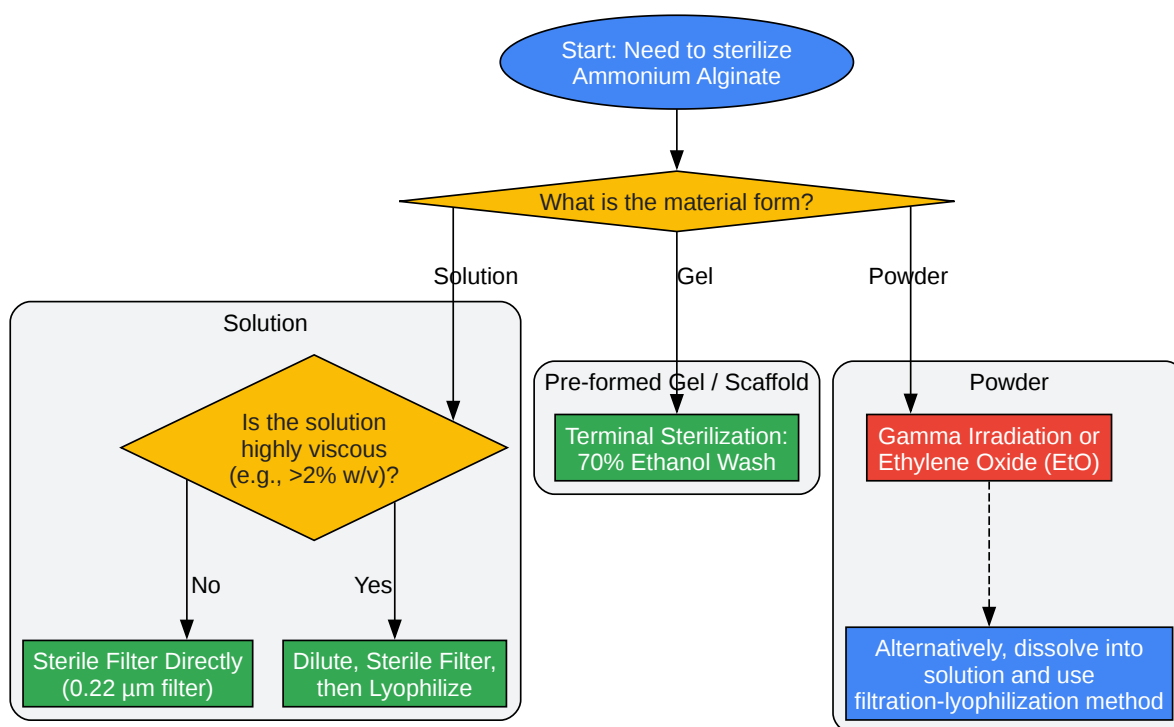 Start: Need to sterilize
Ammonium Alginate
What is the material form?
Solution
Gel
Powder
Solution
Is the solution
highly viscous
(e.g., >2% w/v)?
No
Yes
Sterile Filter Directly
(0.22 µm filter)
Dilute, Sterile Filter,
then Lyophilize
Pre-formed Gel / Scaffold
Terminal Sterilization:
70% Ethanol Wash
Powder
Gamma Irradiation or
Ethylene Oxide (EtO)
Alternatively, dissolve into
solution and use
filtration-lyophilization method